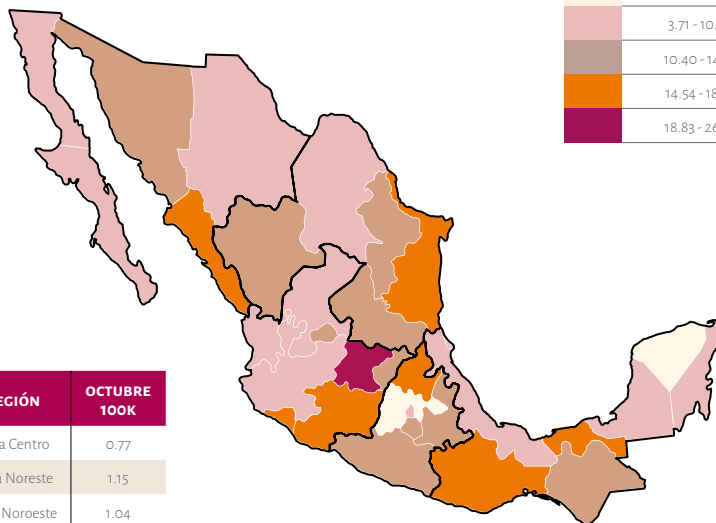 3.71 - 10.
10.40 - 14
14.54 - 18
18.83 - 26
EGIÓN OCTUBRE 100K
a Centro 0.77
a Noreste 1.15
Noroeste 1.04